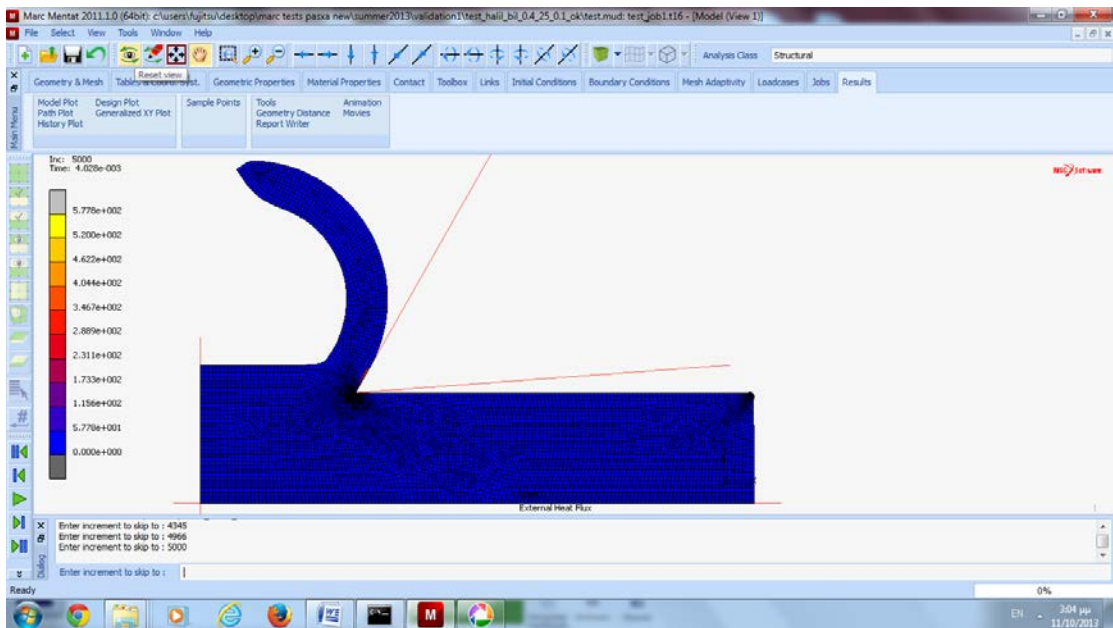 Marc Mentat 2011.1.0 (64bit): c:\users\fujitsu\desktop\marc tests pasxa new\summer2013\validation1\test_halil_bil_0.4_25_0.1_ok\test.mud: test_job1.t16 - [Model (View 1)]
File Select View Tools Window Help
Analysis Class Structural
Reset view
Geometry & Mesh Tables & Coord. Syst. Geometric Properties Material Properties Contact Toolbox Links Initial Conditions Boundary Conditions Mesh Adaptivity Loadcases Jobs Results
Main Menu
Model Plot Design Plot Sample Points Tools Animation
Path Plot Generalized XY Plot Geometry Distance Movies
History Plot Report Writer
Inc: 5000
Time: 4.028e-003
MSC Software
5.778e+002
5.200e+002
4.622e+002
4.044e+002
3.467e+002
2.889e+002
2.311e+002
1.733e+002
1.156e+002
5.778e+001
0.000e+000
External Heat Flux
1
Enter increment to skip to : 4345
Enter increment to skip to : 4966
Enter increment to skip to : 5000
Dialog
Enter increment to skip to :
Ready
0%
EN
3:04 μμ
11/10/2013